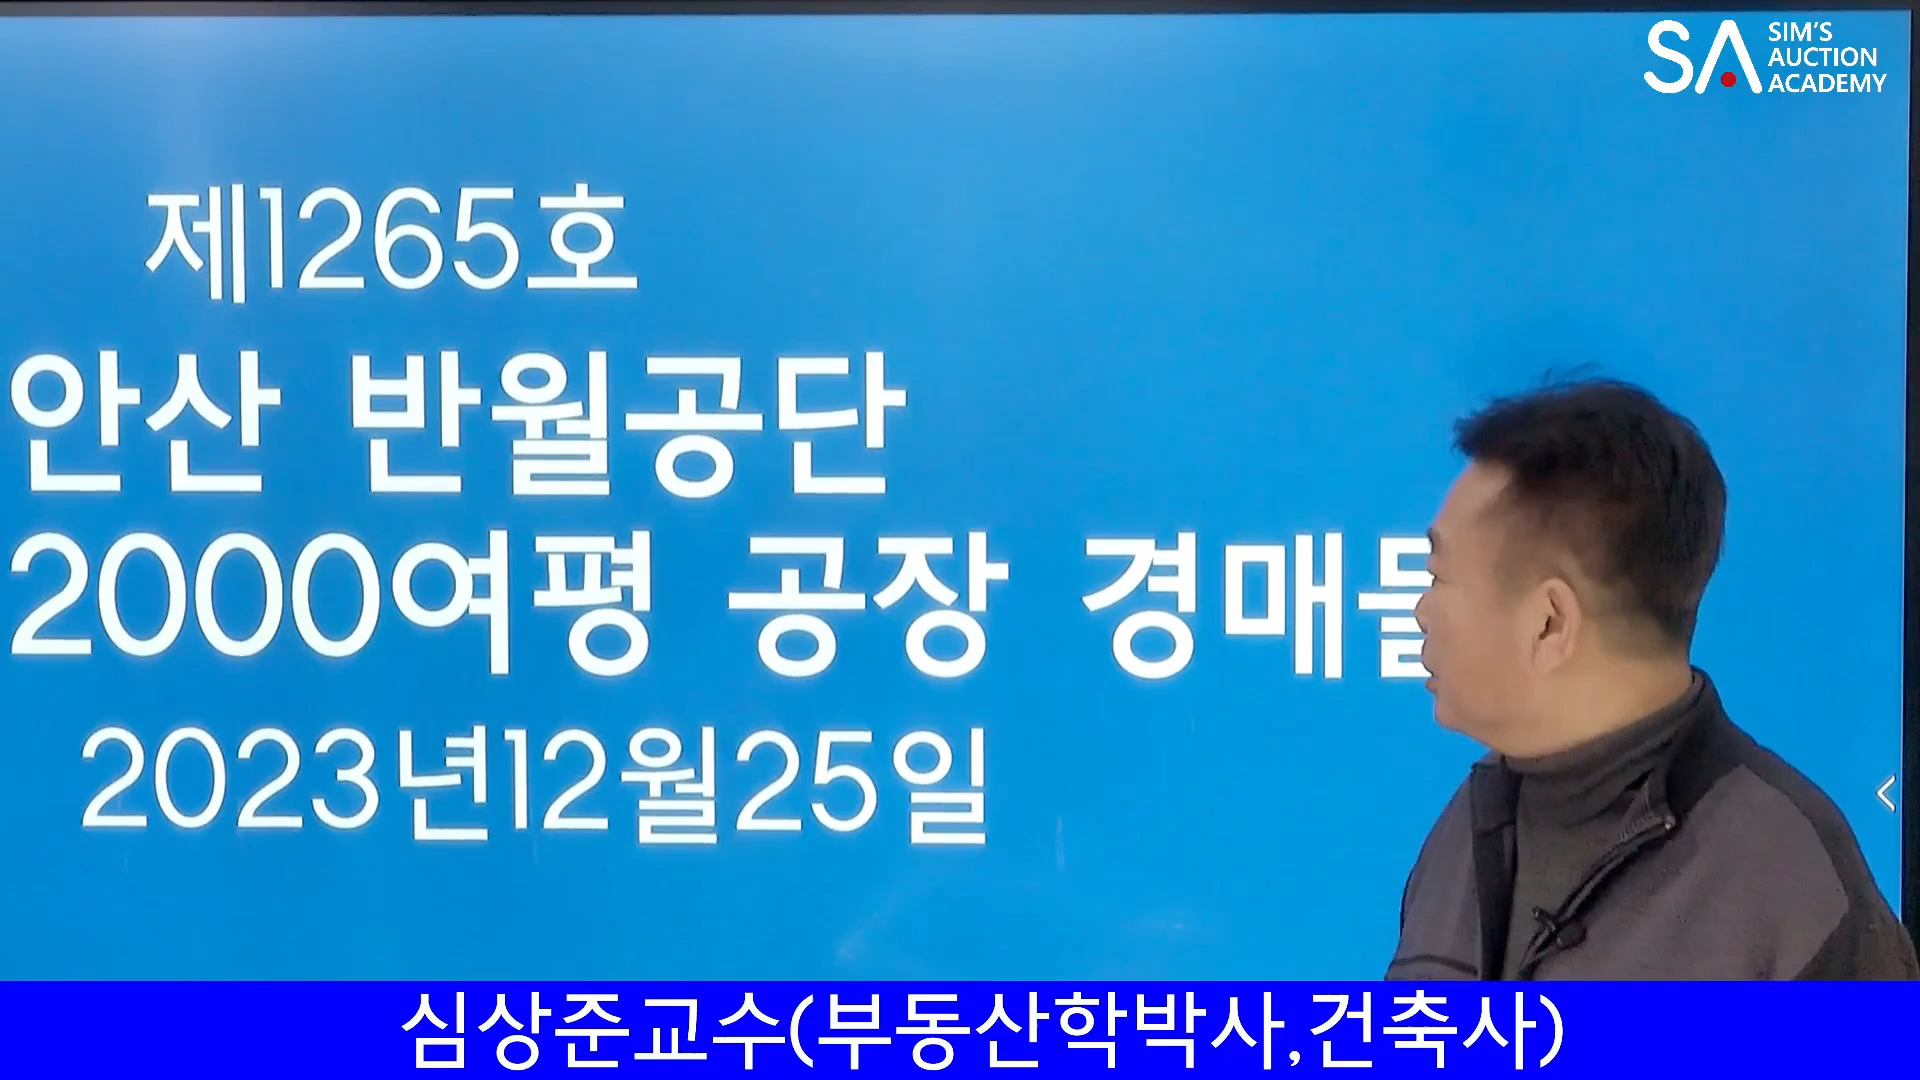 SA SIM'S
AUCTION
ACADEMY
제1265호
안산 반월공단
2000여평 공장
2023년12월25일
심상준교수(부동산학박사,건축사)